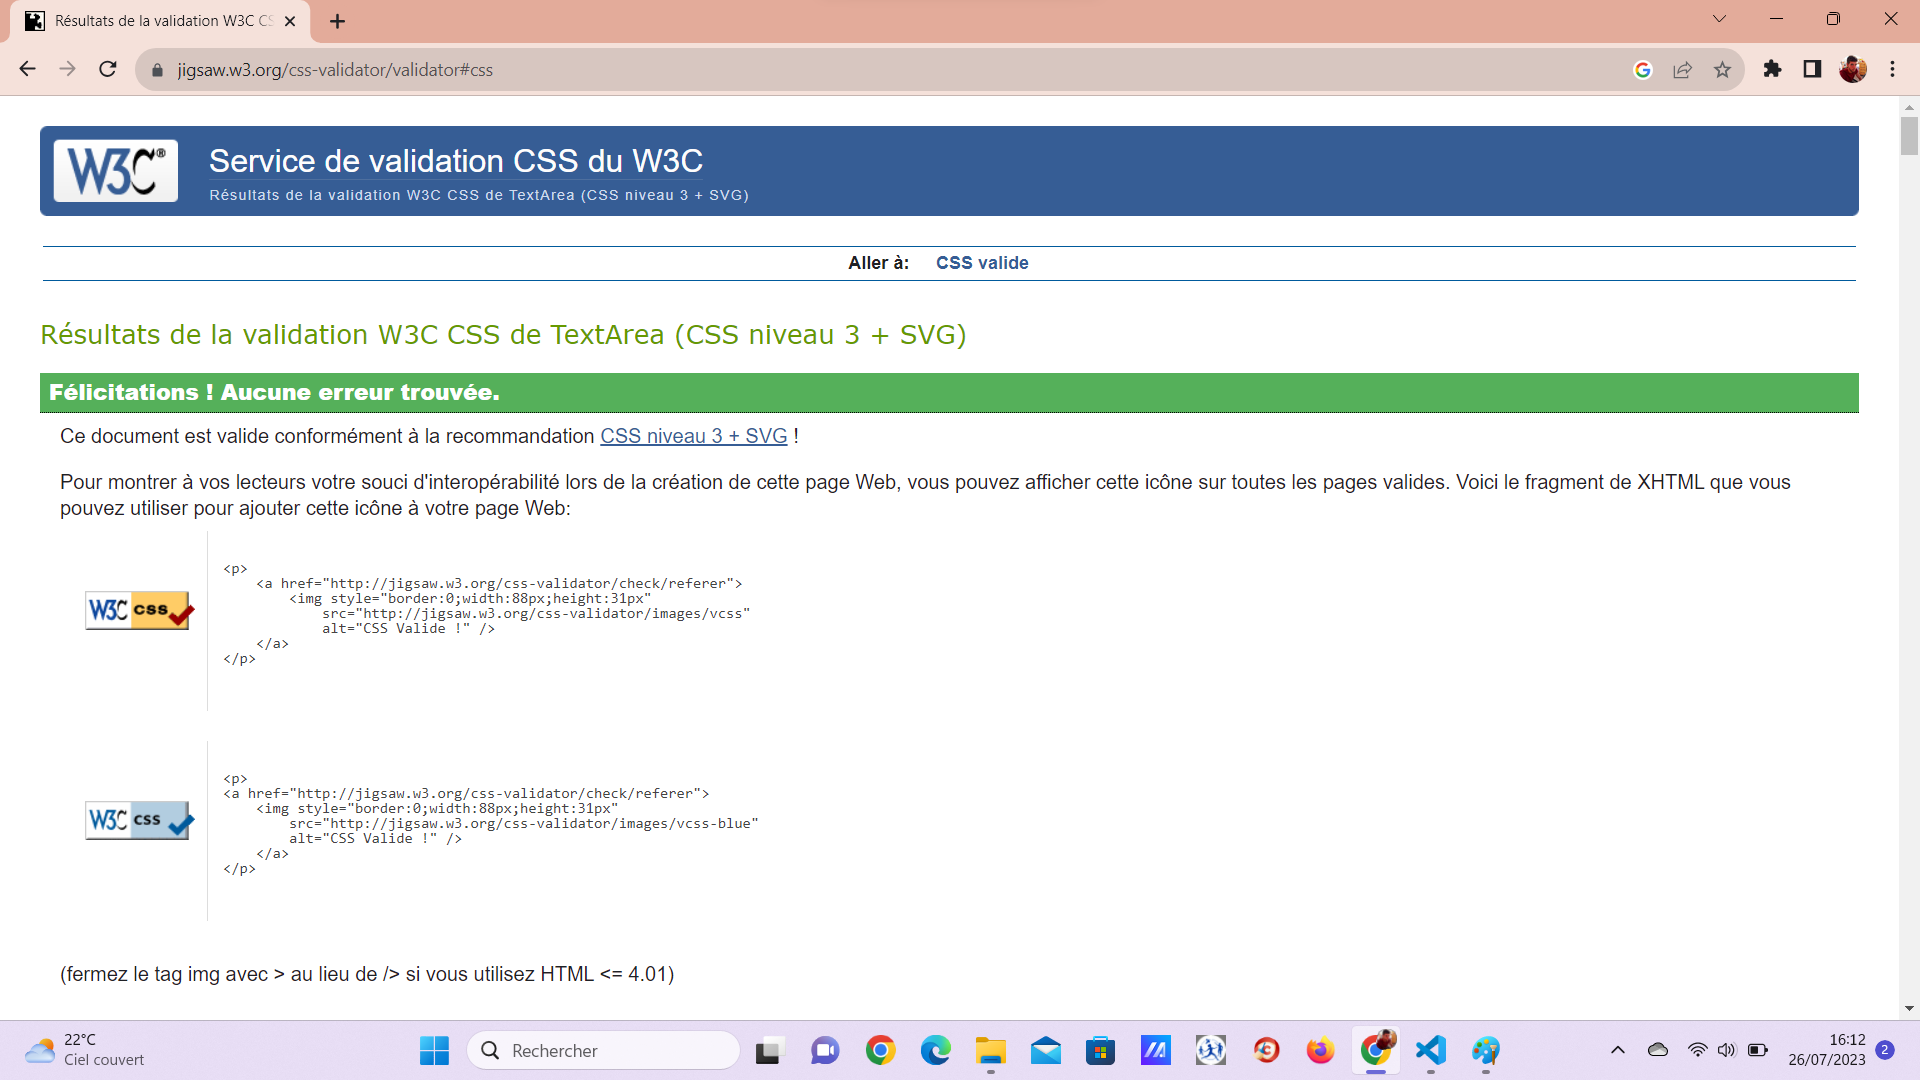 Résultats de la validation W3C CS
jigsaw.w3.org/css-validator/validator#css
W3C®
Service de validation CSS du W3C
Résultats de la validation W3C CSS de TextArea (CSS niveau 3 + SVG)
Aller à: CSS valide
Résultats de la validation W3C CSS de TextArea (CSS niveau 3 + SVG)
Félicitations ! Aucune erreur trouvée.
Ce document est valide conformément à la recommandation CSS niveau 3 + SVG !
Pour montrer à vos lecteurs votre souci d'interopérabilité lors de la création de cette page Web, vous pouvez afficher cette icône sur toutes les pages valides. Voici le fragment de XHTML que vous
pouvez utiliser pour ajouter cette icône à votre page Web:
W3C css
<p>
<a href="http://jigsaw.w3.org/css-validator/check/referer">
<img style="border:0;width:88px;height:31px"
src="http://jigsaw.w3.org/css-validator/images/vcss"
alt="CSS Valide !" />
</a>
</p>
W3C css
<p>
<a href="http://jigsaw.w3.org/css-validator/check/referer">
<img style="border:0;width:88px;height:31px"
src="http://jigsaw.w3.org/css-validator/images/vcss-blue"
alt="CSS Valide !" />
</a>
</p>
(fermez le tag img avec > au lieu de /> si vous utilisez HTML <= 4.01)
22°C
Ciel couvert
Rechercher
16:12
26/07/2023
2